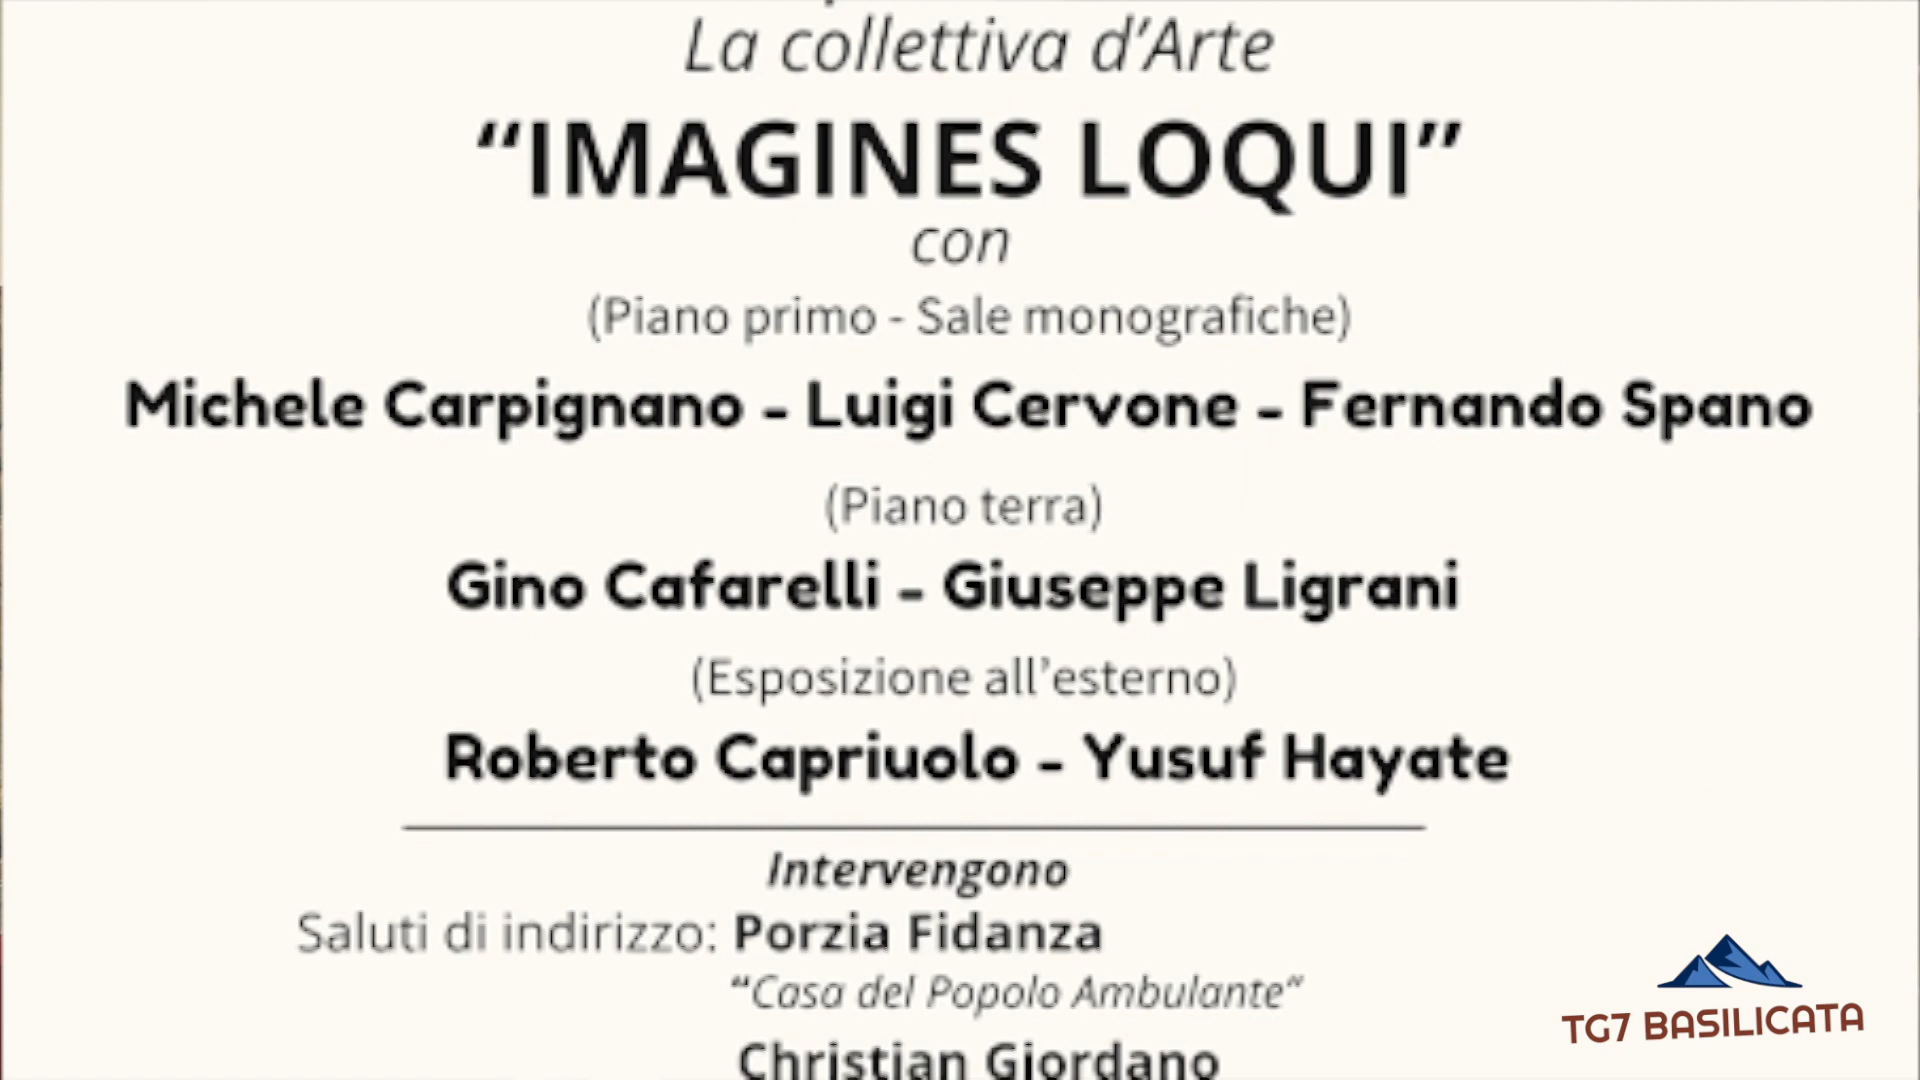 La collettiva d’Arte
“IMAGINES LOQUI”
con
(Piano primo - Sale monografiche)
Michele Carpignano - Luigi Cervone - Fernando Spano
(Piano terra)
Gino Cafarelli - Giuseppe Ligrani
(Esposizione all’esterno)
Roberto Capriuolo - Yusuf Hayate
Intervengono
Saluti di indirizzo: Porzia Fidanza
“Casa del Popolo Ambulante”
Christian Giordano
TG7 BASILICATA